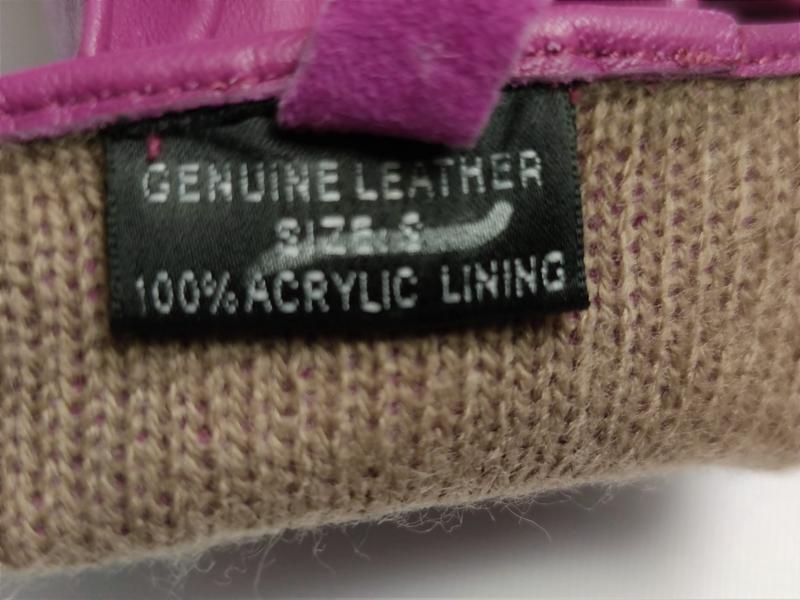 GENUINE LEATHER
SIZE: S
100% ACRYLIC LINING